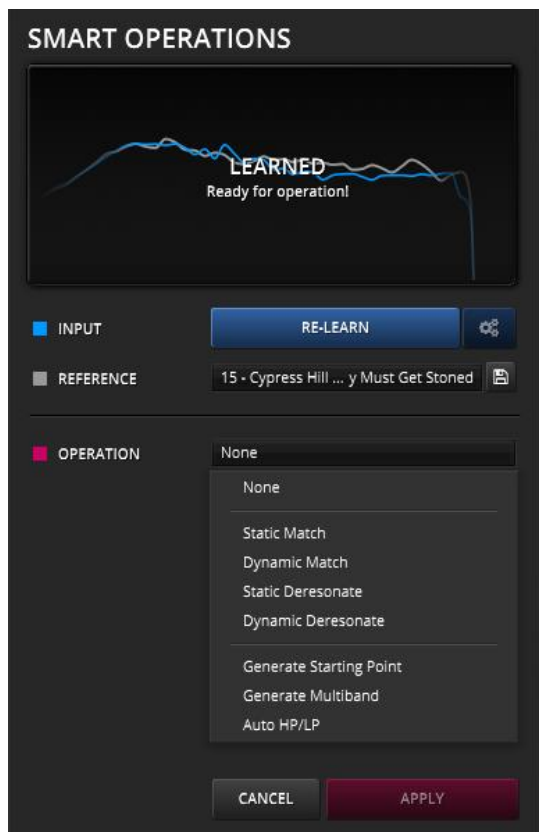 SMART OPERATIONS
LEARNED
Ready for operation!
INPUT
RE-LEARN
REFERENCE
15 - Cypress Hill ... y Must Get Stoned
OPERATION
None
None
Static Match
Dynamic Match
Static Deresonate
Dynamic Deresonate
Generate Starting Point
Generate Multiband
Auto HP/LP
CANCEL
APPLY